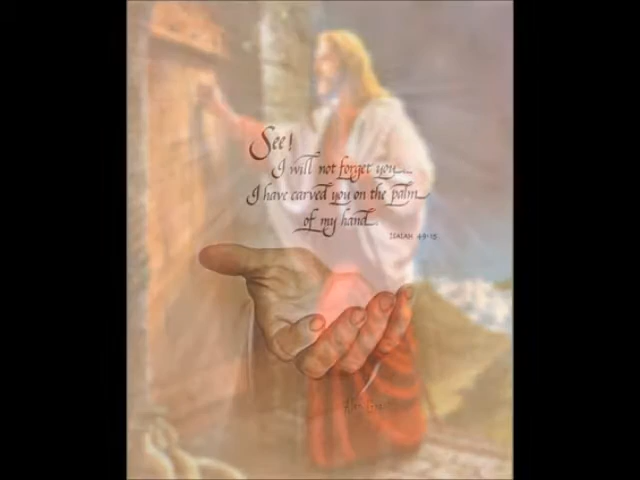 See!
I will not forget you...
I have carved you on the palm
of my hand.
ISAIAH 49:15